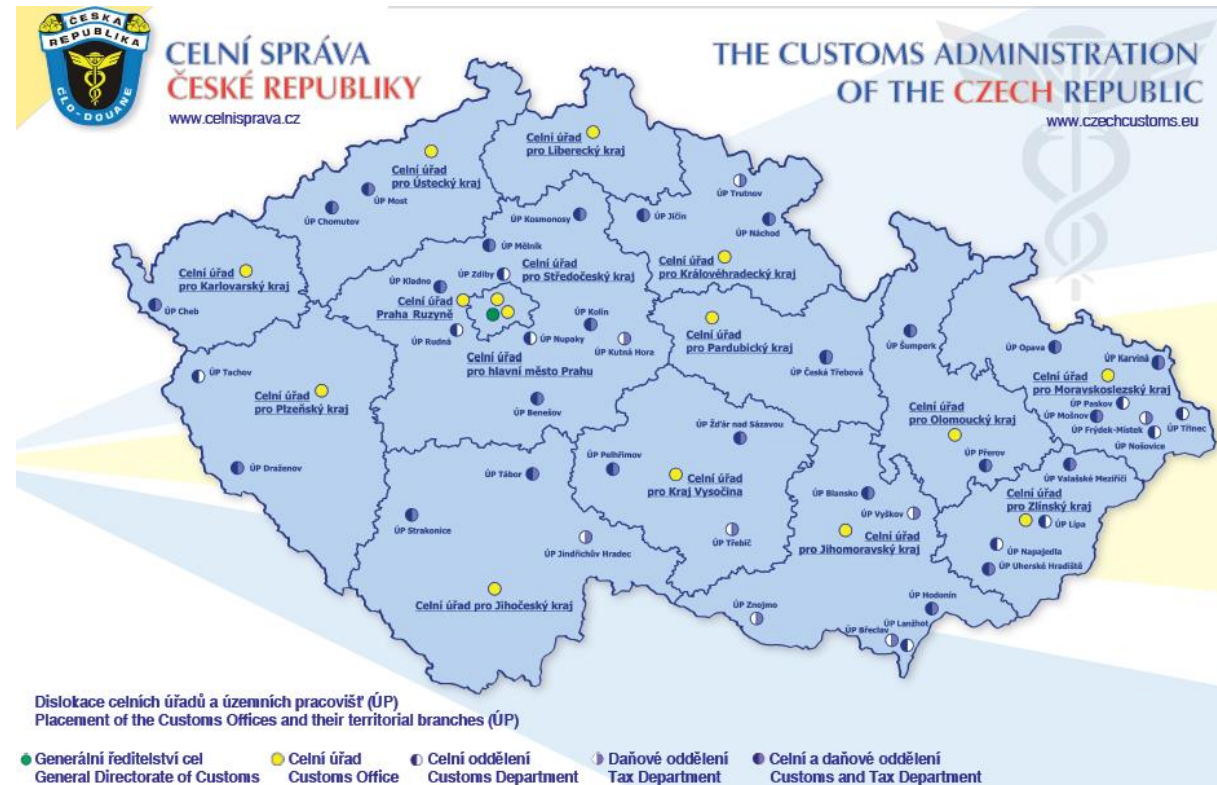 ČESKÁ
REPUBLIKA
CLO-DOUANE
CELNÍ SPRÁVA
ČESKÉ REPUBLIKY
www.celnisprava.cz
THE CUSTOMS ADMINISTRATION
OF THE CZECH REPUBLIC
www.czechcustoms.eu
Celní úřad
pro Liberecký kraj
Celní úřad
pro Ústecký kraj
ÚP Most
ÚP Chomutov
ÚP Trutnov
ÚP Kosmonosy
ÚP Jičín
ÚP Náchod
ÚP Mělník
Celní úřad
pro Karlovarský kraj
ÚP Cheb
ÚP Zdiby
Celní úřad
pro Středočeský kraj
Celní úřad
pro Královéhradecký kraj
ÚP Kladno
Celní úřad
Praha Ruzyně
ÚP Rudná
ÚP Kolín
ÚP Nupaky
ÚP Kutná Hora
Celní úřad
pro hlavní město Prahu
Celní úřad
pro Pardubický kraj
ÚP Česká Třebová
ÚP Šumperk
ÚP Opava
ÚP Karviná
Celní úřad
pro Moravskoslezský kraj
ÚP Paskov
ÚP Mošnov
ÚP Frýdek-Místek
ÚP Třinec
ÚP Nošovice
ÚP Tachov
Celní úřad
pro Plzeňský kraj
ÚP Draženov
ÚP Benešov
ÚP Žďár nad Sázavou
Celní úřad
pro Olomoucký kraj
ÚP Přerov
ÚP Valašské Meziříčí
ÚP Tábor
ÚP Pelhřimov
Celní úřad
pro Kraj Vysočina
ÚP Strakonice
ÚP Jindřichův Hradec
ÚP Třebíč
ÚP Blansko
ÚP Vyškov
Celní úřad
pro Jihomoravský kraj
Celní úřad
pro Zlínský kraj
ÚP Lípa
ÚP Napajedla
ÚP Uherské Hradiště
Celní úřad pro Jihočeský kraj
ÚP Znojmo
ÚP Hodonín
ÚP Lanžhot
ÚP Břeclav
Dislokace celních úřadů a územních pracovišť (ÚP)
Placement of the Customs Offices and their territorial branches (ÚP)
Generální ředitelství cel
General Directorate of Customs
Celní úřad
Customs Office
Celní oddělení
Customs Department
Daňové oddělení
Tax Department
Celní a daňové oddělení
Customs and Tax Department